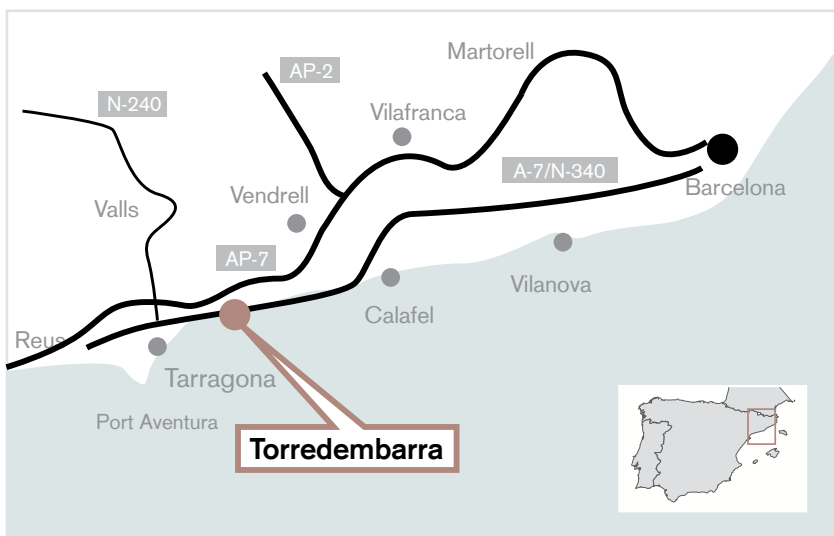 Martorell
AP-2
N-240
Vilafranca
A-7/N-340
Barcelona
Vendrell
Valls
AP-7
Vilanova
Calafel
Reus
Tarragona
Port Aventura
Torredembarra